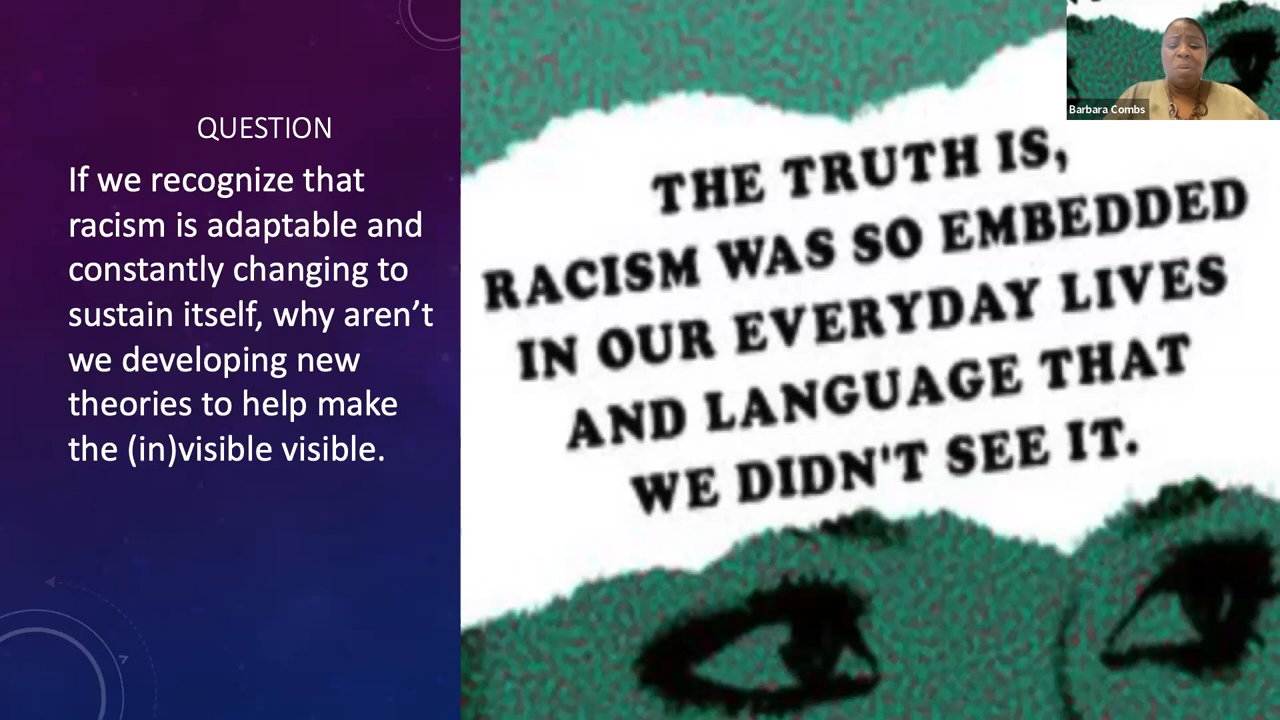 QUESTION
If we recognize that
racism is adaptable and
constantly changing to
sustain itself, why aren’t
we developing new
theories to help make
the (in)visible visible.
THE TRUTH IS,
RACISM WAS SO EMBEDDED
IN OUR EVERYDAY LIVES
AND LANGUAGE THAT
WE DIDN'T SEE IT.
Barbara Combs